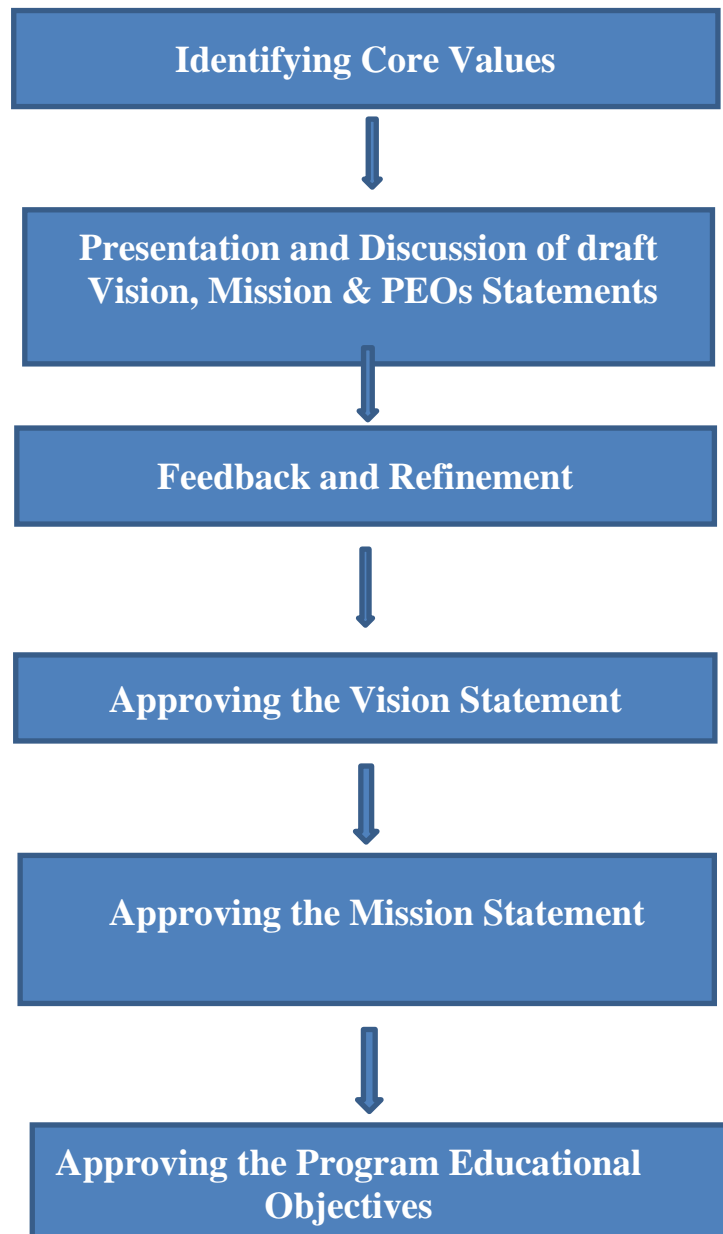 Identifying Core Values
Presentation and Discussion of draft
Vision, Mission & PEOs Statements
Feedback and Refinement
Approving the Vision Statement
Approving the Mission Statement
Approving the Program Educational
Objectives